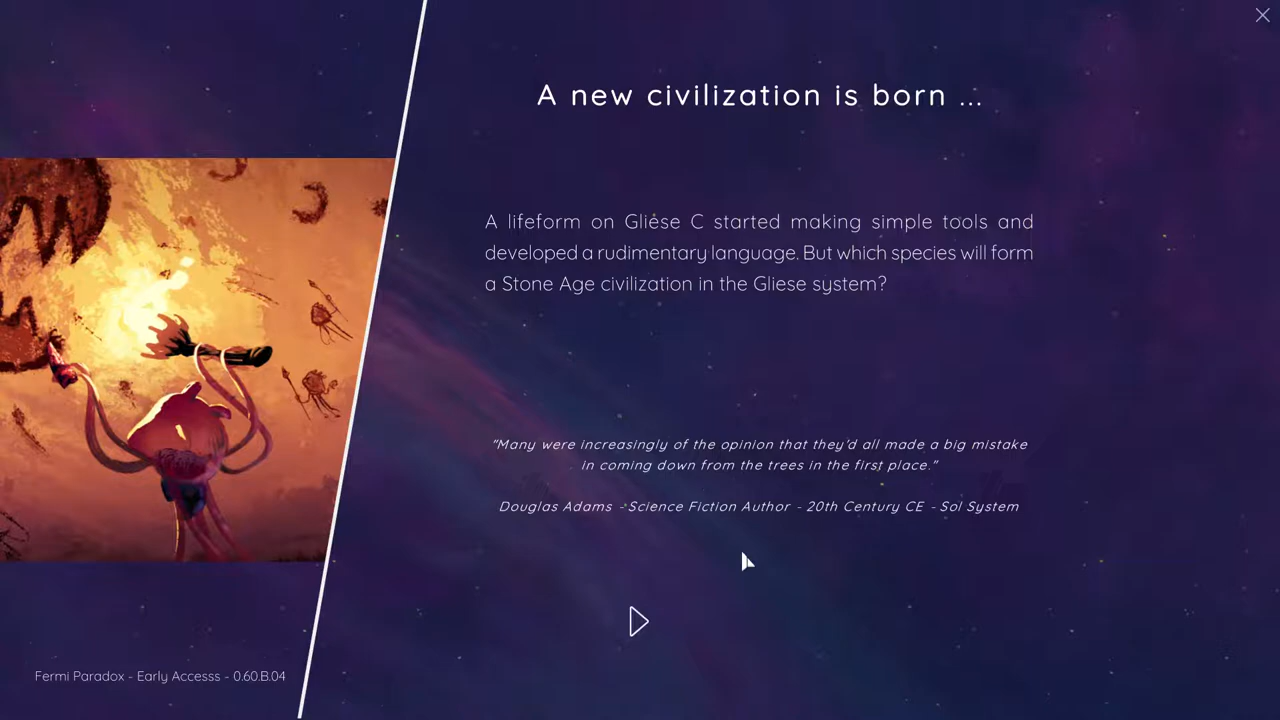 A new civilization is born ...
A lifeform on Gliese C started making simple tools and
developed a rudimentary language. But which species will form
a Stone Age civilization in the Gliese system?
"Many were increasingly of the opinion that they'd all made a big mistake
in coming down from the trees in the first place."
Douglas Adams - Science Fiction Author - 20th Century CE - Sol System
Fermi Paradox - Early Accesss - 0.60.B.04